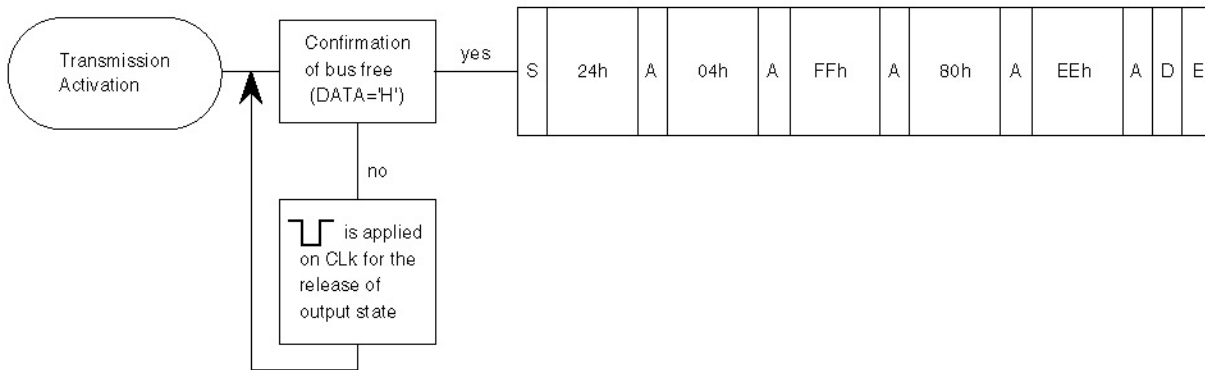 Transmission
Activation
Confirmation
of bus free
(DATA='H')
yes
S 24h A 04h A FFh A 80h A EEh A D E
no
is applied
on CLk for the
release of
output state